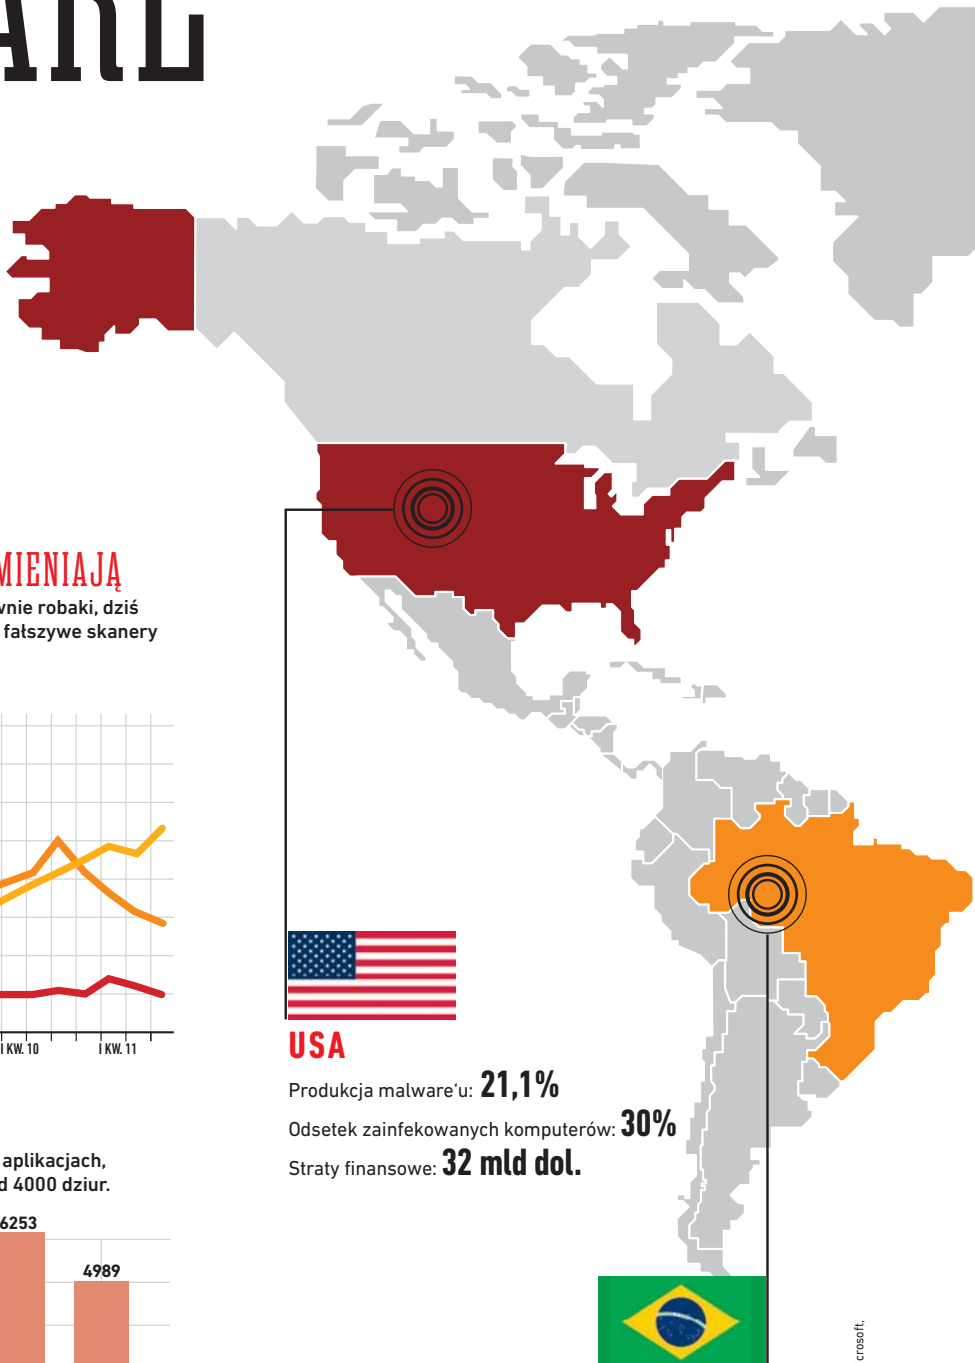 ARE
MIENIAJĄ
wnie robaki, dziś
fałszywe skanery
I KW. 10
I KW. 11
USA
Produkcja malware‘u: 21,1%
Odsetek zainfekowanych komputerów: 30%
Straty finansowe: 32 mld dol.
aplikacjach,
d 4000 dziur.
6253
4989
crosoft,